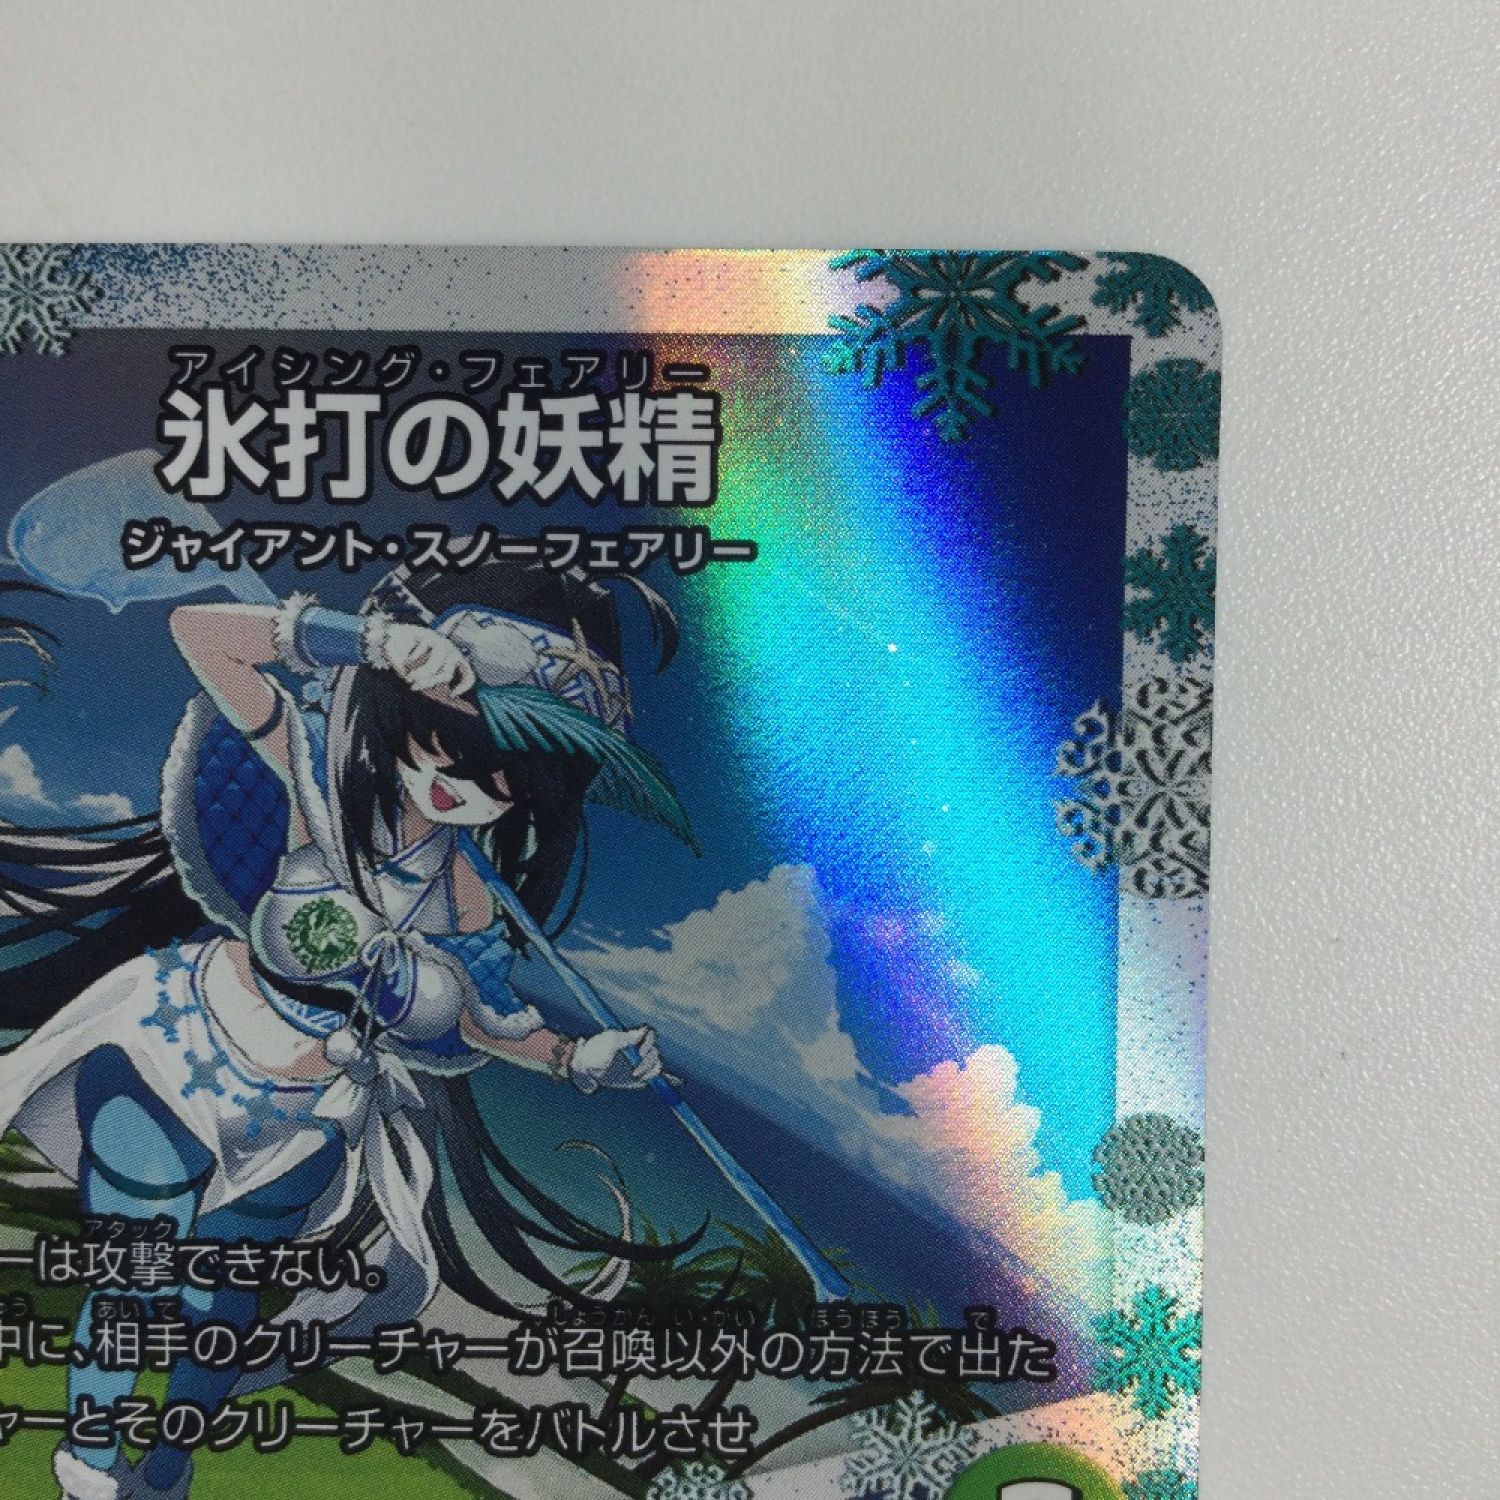 アイシング・フェアリー
氷打の妖精
ジャイアント・スノーフェアリー
アタック
ーは攻撃できない。
う あいて しょうかん い・がい ほうほう で
中に、相手のクリーチャーが召喚以外の方法で出た
ャーとそのクリーチャーをバトルさせ